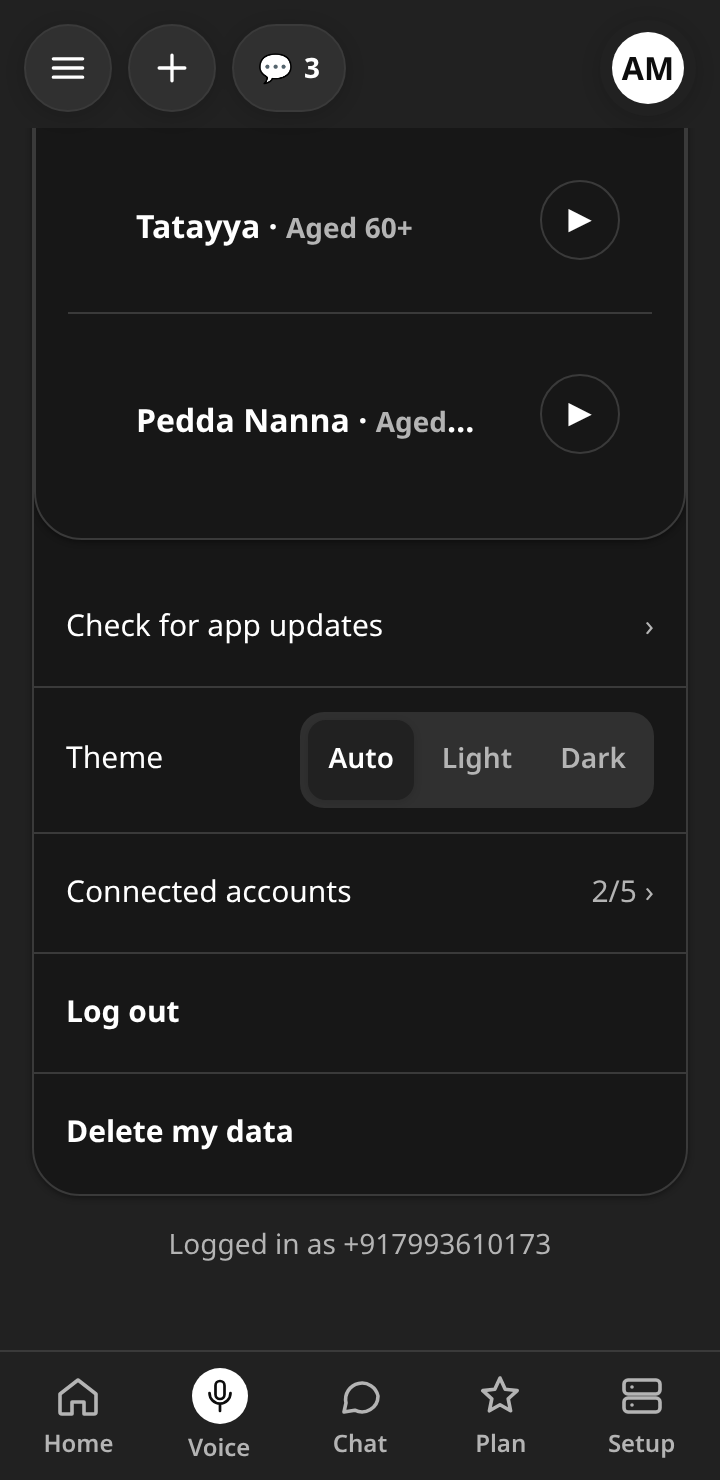 3
AM
Tatayya · Aged 60+
Pedda Nanna · Aged...
Check for app updates ›
Theme Auto Light Dark
Connected accounts 2/5 ›
Log out
Delete my data
Logged in as +917993610173
Home Voice Chat Plan Setup